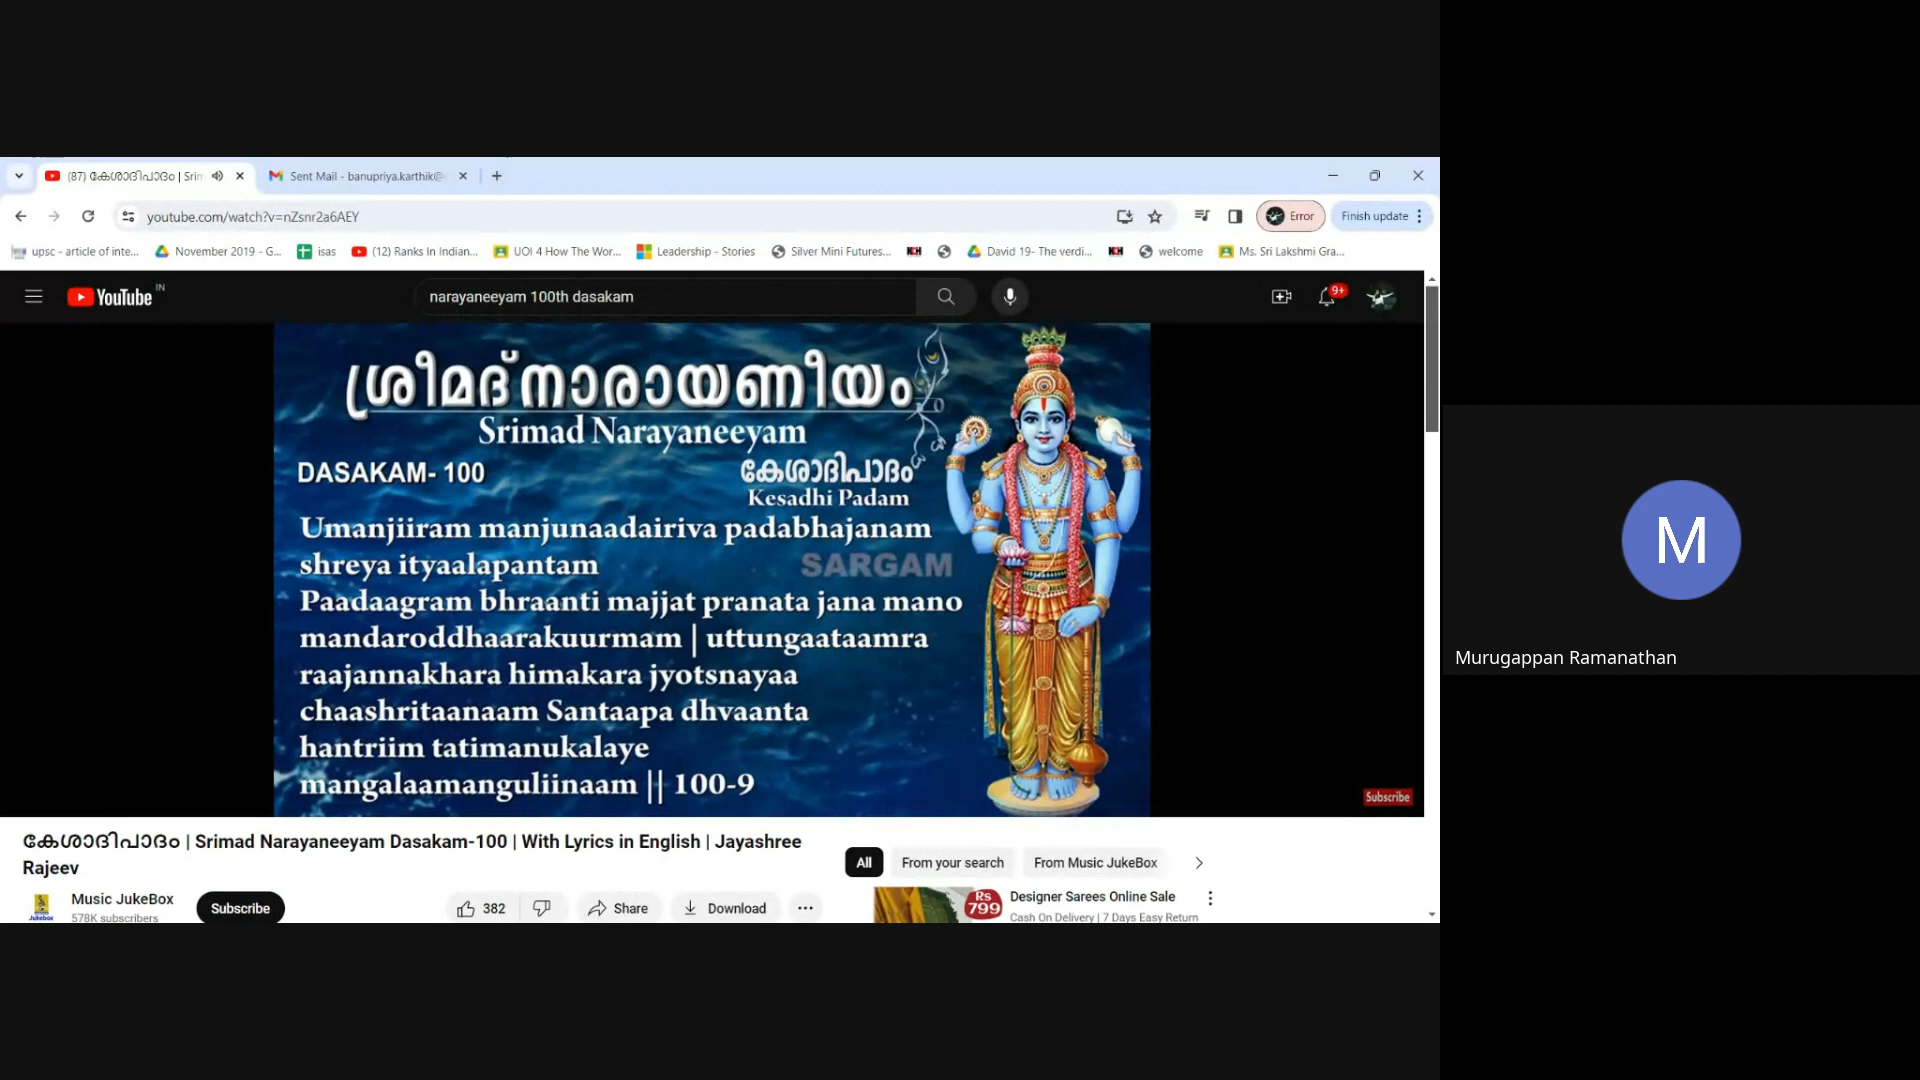 (87) കേശാദിപാദം | Srin
Sent Mail - banupriya.karthik@
youtube.com/watch?v=nZsnr2a6AEY
Error
Finish update
upsc - article of inte...
November 2019 - G...
isas
(12) Ranks In Indian...
UOI 4 How The Wor...
Leadership - Stories
Silver Mini Futures...
David 19- The verdi...
welcome
Ms. Sri Lakshmi Gra...
YouTube IN
narayaneeyam 100th dasakam
9+
ശ്രീമദ് നാരായണീയം
Srimad Narayaneeyam
DASAKAM- 100
കേശാദിപാദം
Kesadhi Padam
Umanjiiram manjunaadairiva padabhajanam
shreya ityaalapantam
SARGAM
Paadaagram bhraanti majjat pranata jana mano
mandaroddhaarakuurmam | uttungaataamra
raajannakhara himakara jyotsnayaa
chaashritaanaam Santaapa dhvaanta
hantriim tatimanukalaye
mangalaamanguliinaam || 100-9
Subscribe
കേശാദിപാദം | Srimad Narayaneeyam Dasakam-100 | With Lyrics in English | Jayashree
Rajeev
Music JukeBox
578K subscribers
Subscribe
382
Share
Download
All
From your search
From Music JukeBox
Rs
799
Designer Sarees Online Sale
Cash On Delivery | 7 Days Easy Return
M
Murugappan Ramanathan